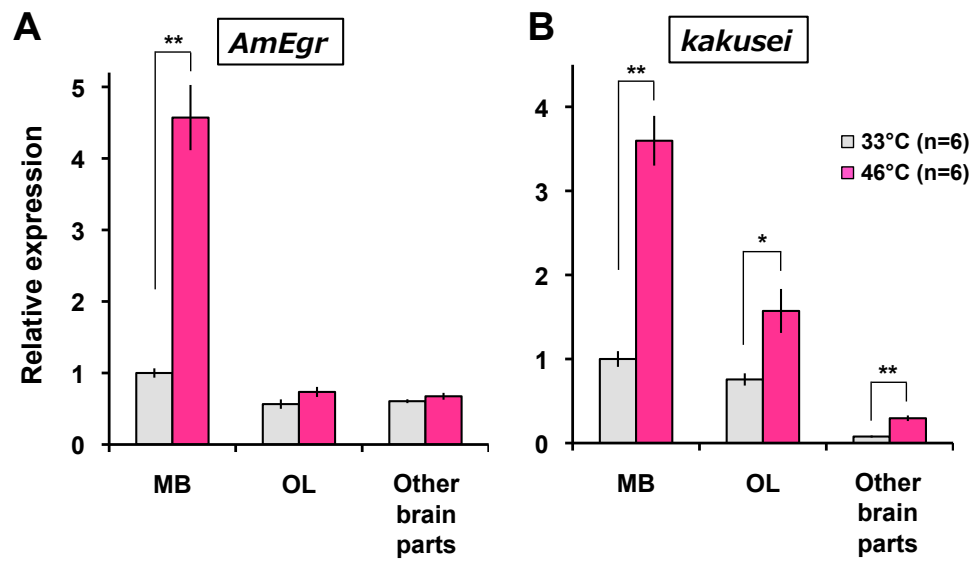 A
AmEgr
**
Relative expression
5
4
3
2
1
0
MB
OL
Other
brain
parts
B
kakusei
**
*
**
33°C (n=6)
46°C (n=6)
4
3
2
1
0
MB
OL
Other
brain
parts